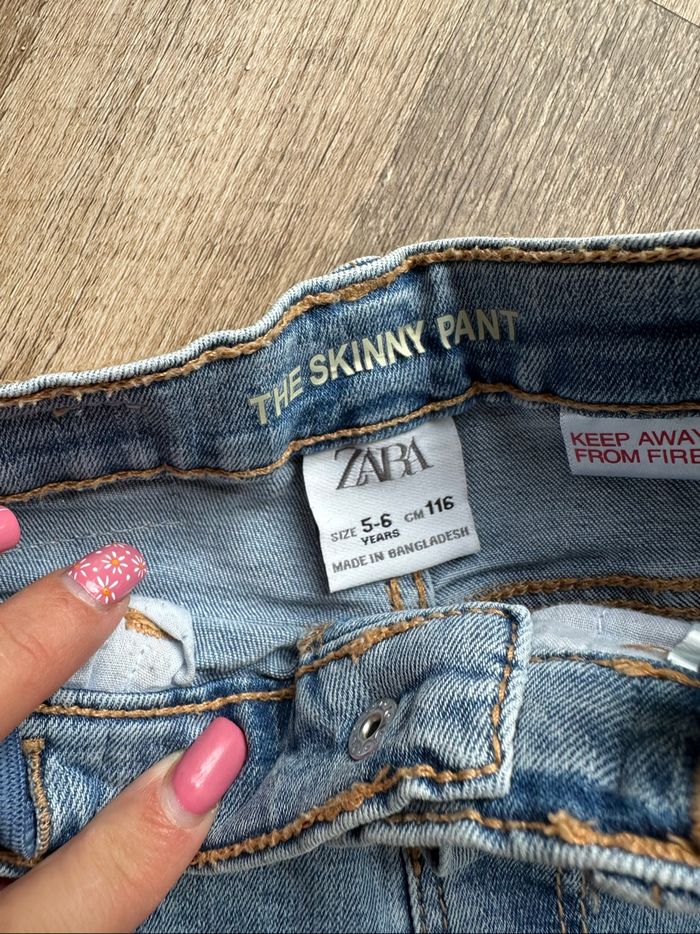 THE SKINNY PANT
ZARA
SIZE 5-6 CM 116
YEARS
MADE IN BANGLADESH
KEEP AWAY
FROM FIRE